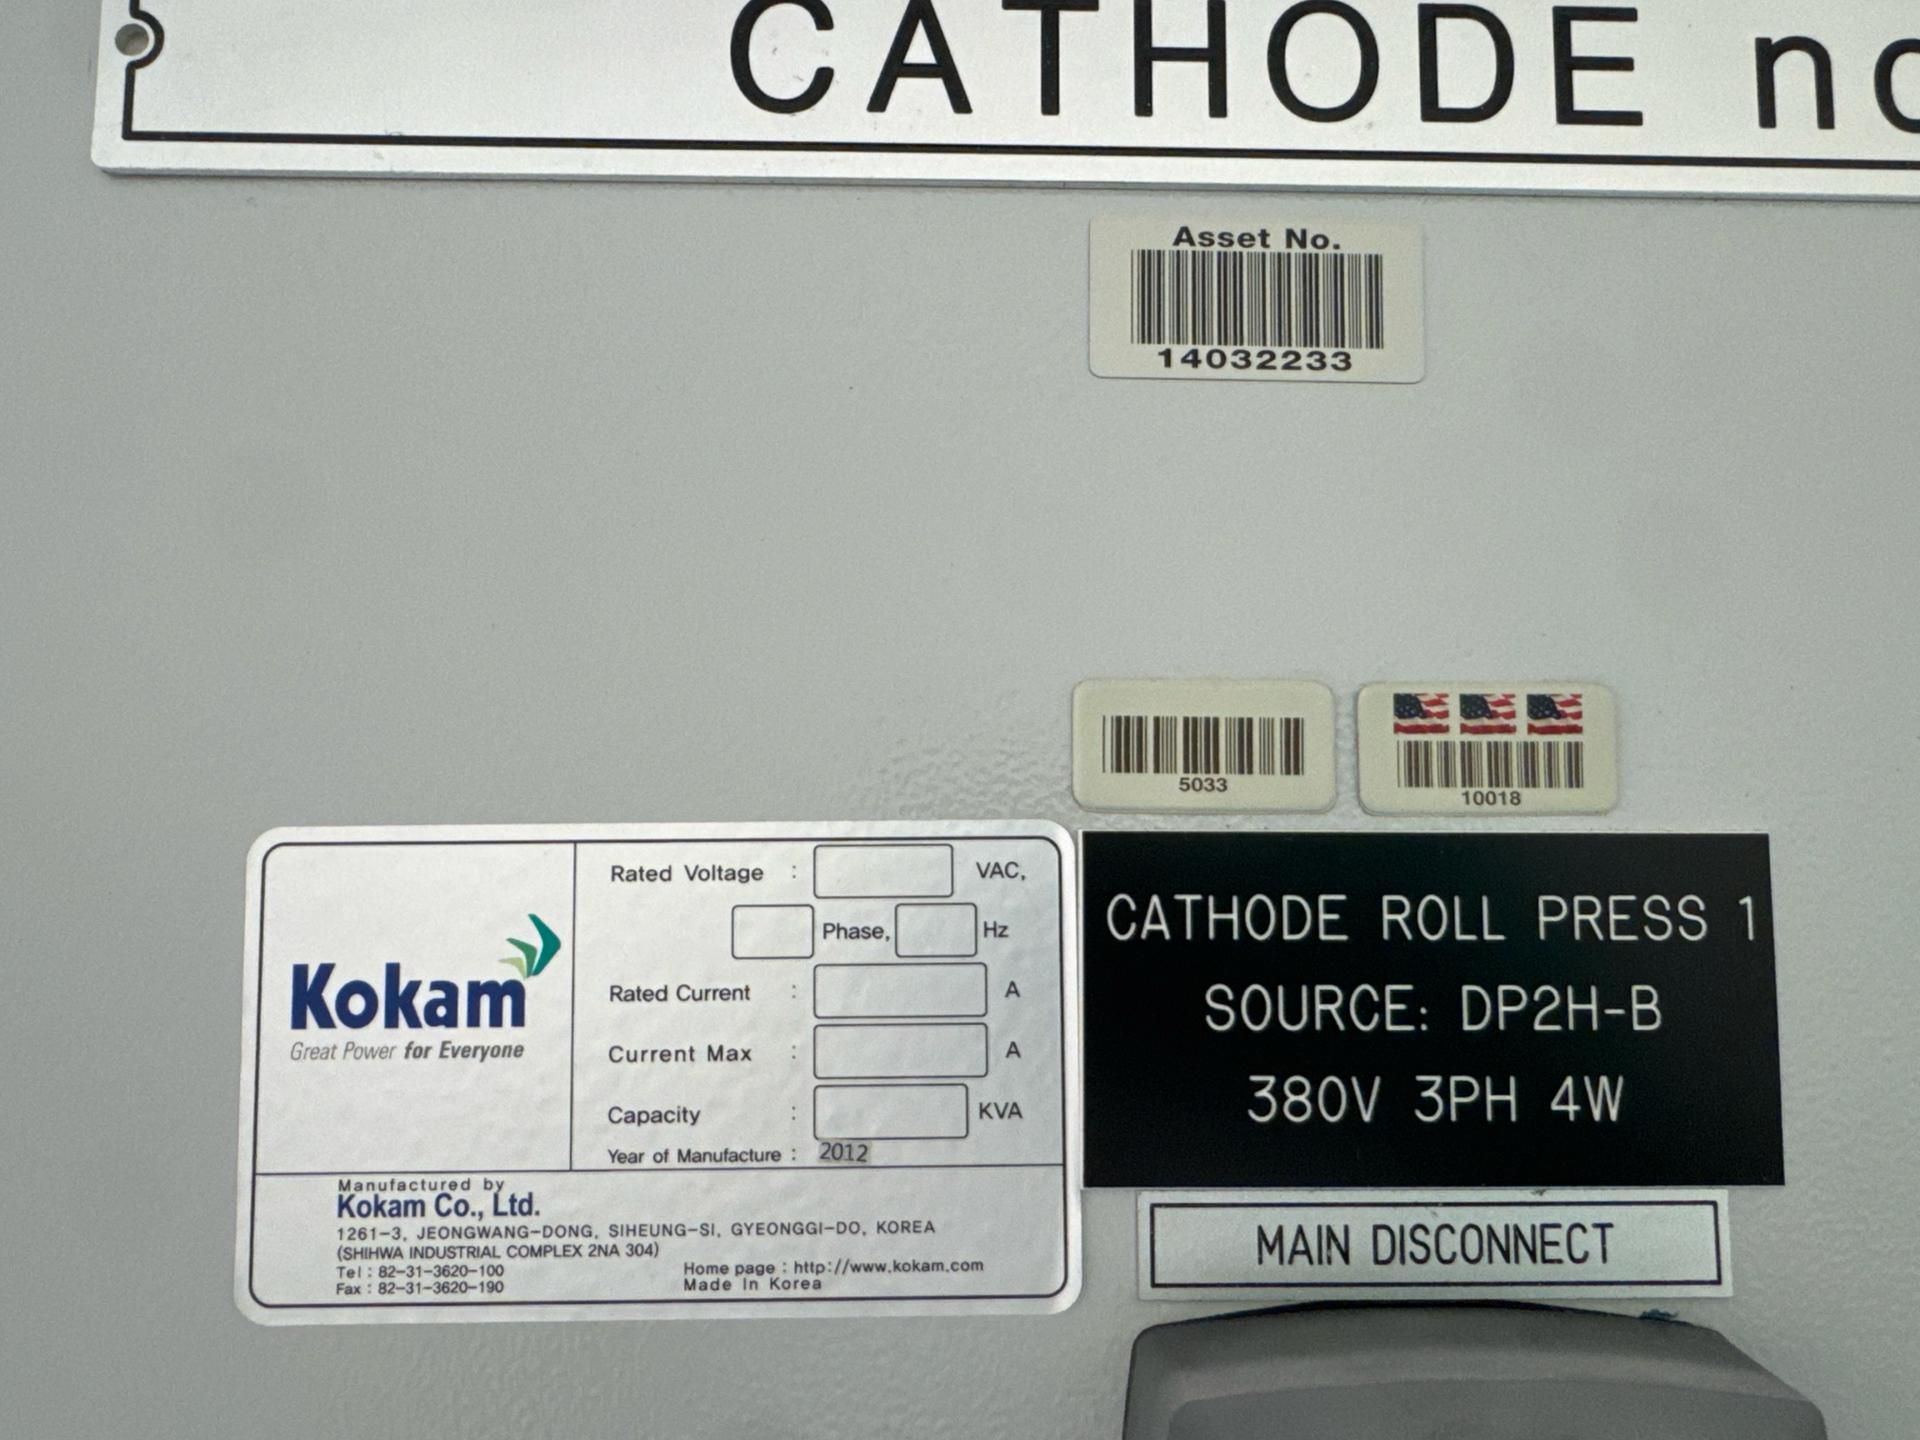 CATHODE
Asset No.
14032233
5033
10018
Kokam
Great Power for Everyone
Rated Voltage : VAC,
Phase, Hz
Rated Current : A
Current Max : A
Capacity : KVA
Year of Manufacture : 2012
Manufactured by
Kokam Co., Ltd.
1261-3, JEONGWANG-DONG, SIHEUNG-SI, GYEONGGI-DO, KOREA
(SHIHWA INDUSTRIAL COMPLEX 2NA 304)
Tel : 82-31-3620-100
Fax : 82-31-3620-190
Home page : http://www.kokam.com
Made In Korea
CATHODE ROLL PRESS 1
SOURCE: DP2H-B
380V 3PH 4W
MAIN DISCONNECT